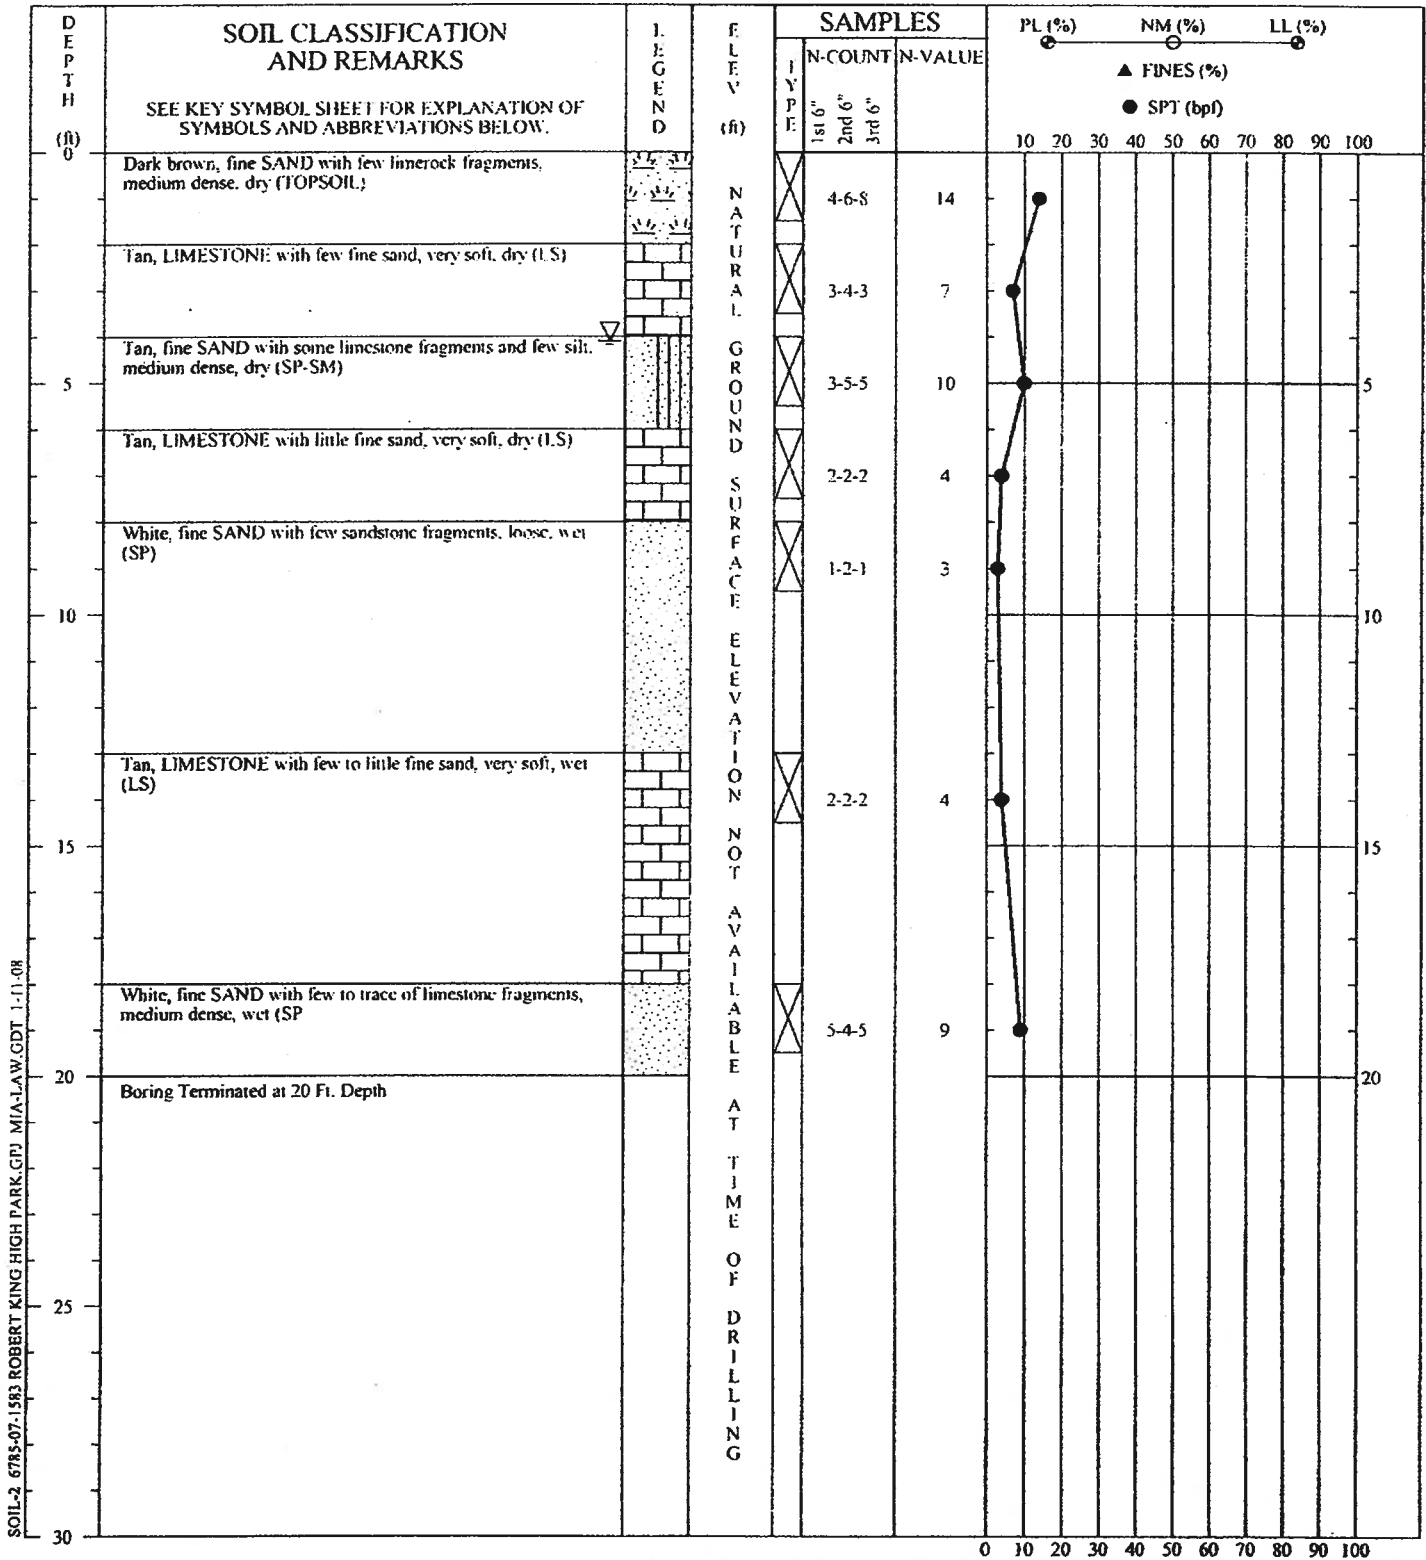 DEPTH (ft)
SOIL CLASSIFICATION
AND REMARKS
SEE KEY SYMBOL SHEET FOR EXPLANATION OF
SYMBOLS AND ABBREVIATIONS BELOW.
LEGEND
ELEV (ft)
SAMPLES
TYPE
N-COUNT
N-VALUE
1st 6"
2nd 6"
3rd 6"
PL (%) NM (%) LL (%)
▲ FINES (%)
● SPT (bpf)
10 20 30 40 50 60 70 80 90 100
0
Dark brown, fine SAND with few limerock fragments,
medium dense, dry (TOPSOIL)
4-6-8 14
Tan, LIMESTONE with few fine sand, very soft, dry (LS)
3-4-3 7
Tan, fine SAND with some limestone fragments and few silt,
medium dense, dry (SP-SM)
5 3-5-5 10 5
Tan, LIMESTONE with little fine sand, very soft, dry (LS)
2-2-2 4
White, fine SAND with few sandstone fragments, loose, wet
(SP)
1-2-1 3
10 10
Tan, LIMESTONE with few to little fine sand, very soft, wet
(LS)
2-2-2 4
15 15
White, fine SAND with few to trace of limestone fragments,
medium dense, wet (SP
5-4-5 9
20 20
Boring Terminated at 20 Ft. Depth
25
30
NATURAL GROUND SURFACE ELEVATION NOT AVAILABLE AT TIME OF DRILLING
0 10 20 30 40 50 60 70 80 90 100
SOIL-2 6785-07-1583 ROBERT KING HIGH PARK.GPJ MIA-LAW.GDT 1-11-08